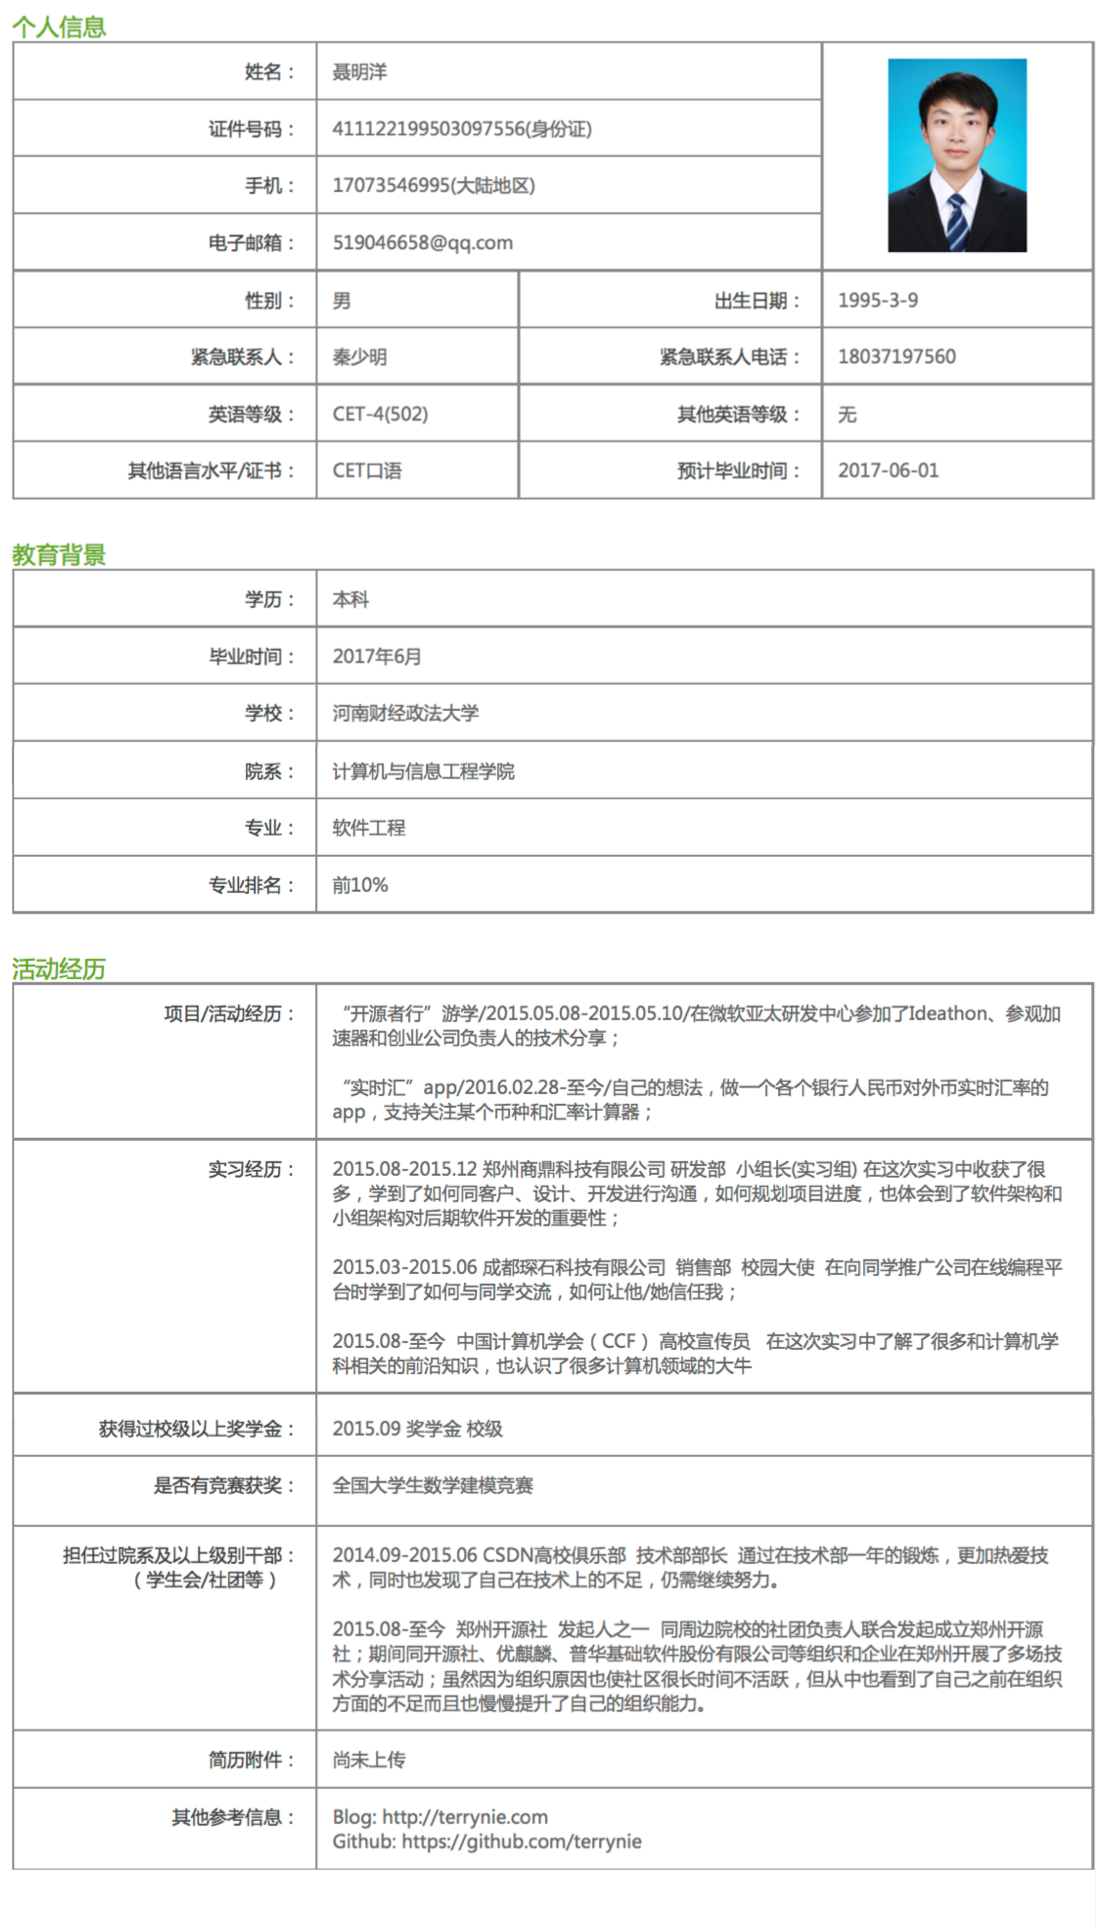 个人信息
姓名： 聂明洋
证件号码： 411122199503097556(身份证)
手机： 17073546995(大陆地区)
电子邮箱： 519046658@qq.com
性别： 男 出生日期： 1995-3-9
紧急联系人： 秦少明 紧急联系人电话： 18037197560
英语等级： CET-4(502) 其他英语等级： 无
其他语言水平/证书： CET口语 预计毕业时间： 2017-06-01
教育背景
学历： 本科
毕业时间： 2017年6月
学校： 河南财经政法大学
院系： 计算机与信息工程学院
专业： 软件工程
专业排名： 前10%
活动经历
项目/活动经历： “开源者行”游学/2015.05.08-2015.05.10/在微软亚太研发中心参加了Ideathon、参观加
速器和创业公司负责人的技术分享；
“实时汇”app/2016.02.28-至今/自己的想法，做一个各个银行人民币对外币实时汇率的
app，支持关注某个币种和汇率计算器；
实习经历： 2015.08-2015.12 郑州商鼎科技有限公司 研发部 小组长(实习组) 在这次实习中收获了很
多，学到了如何同客户、设计、开发进行沟通，如何规划项目进度，也体会到了软件架构和
小组架构对后期软件开发的重要性；
2015.03-2015.06 成都琛石科技有限公司 销售部 校园大使 在向同学推广公司在线编程平
台时学到了如何与同学交流，如何让他/她信任我；
2015.08-至今 中国计算机学会（CCF） 高校宣传员 在这次实习中了解了很多和计算机学
科相关的前沿知识，也认识了很多计算机领域的大牛
获得过校级以上奖学金： 2015.09 奖学金 校级
是否有竞赛获奖： 全国大学生数学建模竞赛
担任过院系及以上级别干部： 2014.09-2015.06 CSDN高校俱乐部 技术部部长 通过在技术部一年的锻炼，更加热爱技
（学生会/社团等） 术，同时也发现了自己在技术上的不足，仍需继续努力。
2015.08-至今 郑州开源社 发起人之一 同周边院校的社团负责人联合发起成立郑州开源
社；期间同开源社、优麒麟、普华基础软件股份有限公司等组织和企业在郑州开展了多场技
术分享活动；虽然因为组织原因也使社区很长时间不活跃，但从中也看到了自己之前在组织
方面的不足而且也慢慢提升了自己的组织能力。
简历附件： 尚未上传
其他参考信息： Blog: http://terrynie.com
Github: https://github.com/terrynie